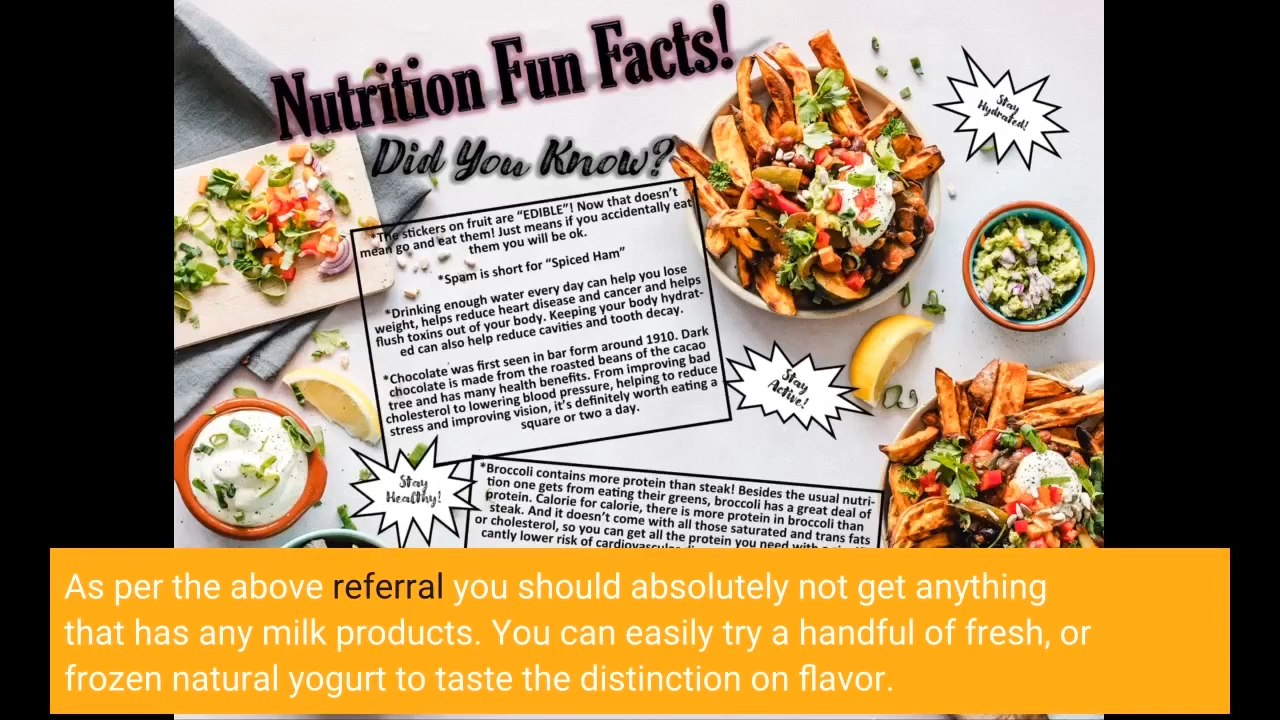 Nutrition Fun Facts!
Did You Know?
Stay
Hydrated!
*The stickers on fruit are “EDIBLE”! Now that doesn’t
mean go and eat them! Just means if you accidentally eat
them you will be ok.
*Spam is short for “Spiced Ham”
*Drinking enough water every day can help you lose
weight, helps reduce heart disease and cancer and helps
flush toxins out of your body. Keeping your body hydrat-
ed can also help reduce cavities and tooth decay.
*Chocolate was first seen in bar form around 1910. Dark
chocolate is made from the roasted beans of the cacao
tree and has many health benefits. From improving bad
cholesterol to lowering blood pressure, helping to reduce
stress and improving vision, it’s definitely worth eating a
square or two a day.
Stay
Active!
Stay
Healthy!
*Broccoli contains more protein than steak! Besides the usual nutri-
tion one gets from eating their greens, broccoli has a great deal of
protein. Calorie for calorie, there is more protein in broccoli than
steak. And it doesn’t come with all those saturated and trans fats
or cholesterol, so you can get all the protein you need with
cantly lower risk of
As per the above referral you should absolutely not get anything
that has any milk products. You can easily try a handful of fresh, or
frozen natural yogurt to taste the distinction on flavor.